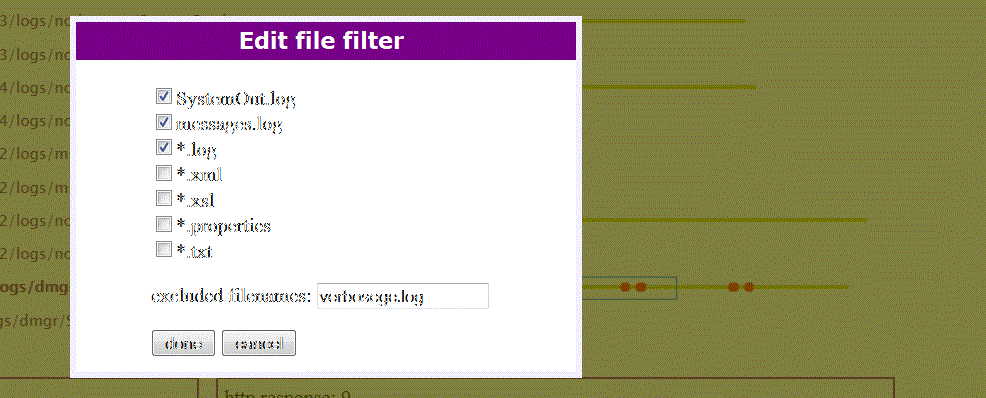 Edit file filter
SystemOut.log
messages.log
*.log
*.xml
*.xsl
*.properties
*.txt
excluded filenames: verbosegc.log
done cancel
3/logs/no
3/logs/no
4/logs/no
4/logs/no
2/logs/m
2/logs/m
2/logs/no
2/logs/no
ogs/dmg
gs/dmgr/S
http response: 0